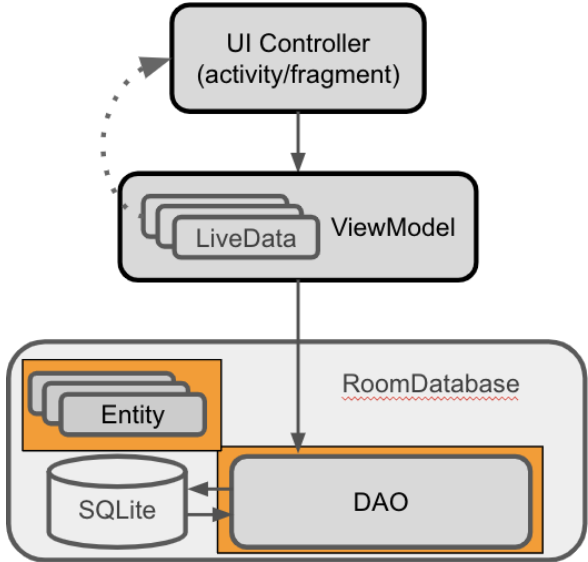 UI Controller
(activity/fragment)
LiveData
ViewModel
RoomDatabase
Entity
SQLite
DAO